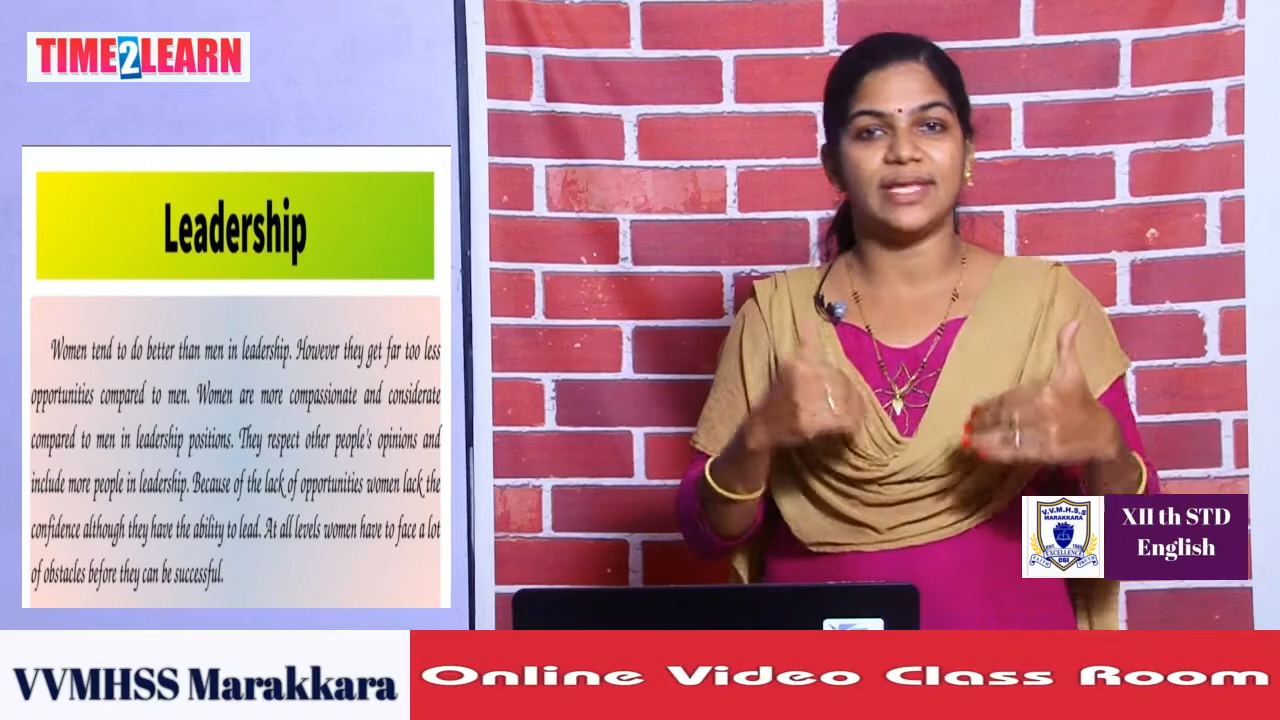 TIME2LEARN
Leadership
Women tend to do better than men in leadership. However they get far too less
opportunities compared to men. Women are more compassionate and considerate
compared to men in leadership positions. They respect other people's opinions and
include more people in leadership. Because of the lack of opportunities women lack the
confidence although they have the ability to lead. At all levels women have to face a lot
of obstacles before they can be successful.
V.V.M.H.S.S
MARAKKARA
EXCELLENCE
FAITH
TRUTH
XII th STD
English
VVMHSS Marakkara
Online Video Class Room